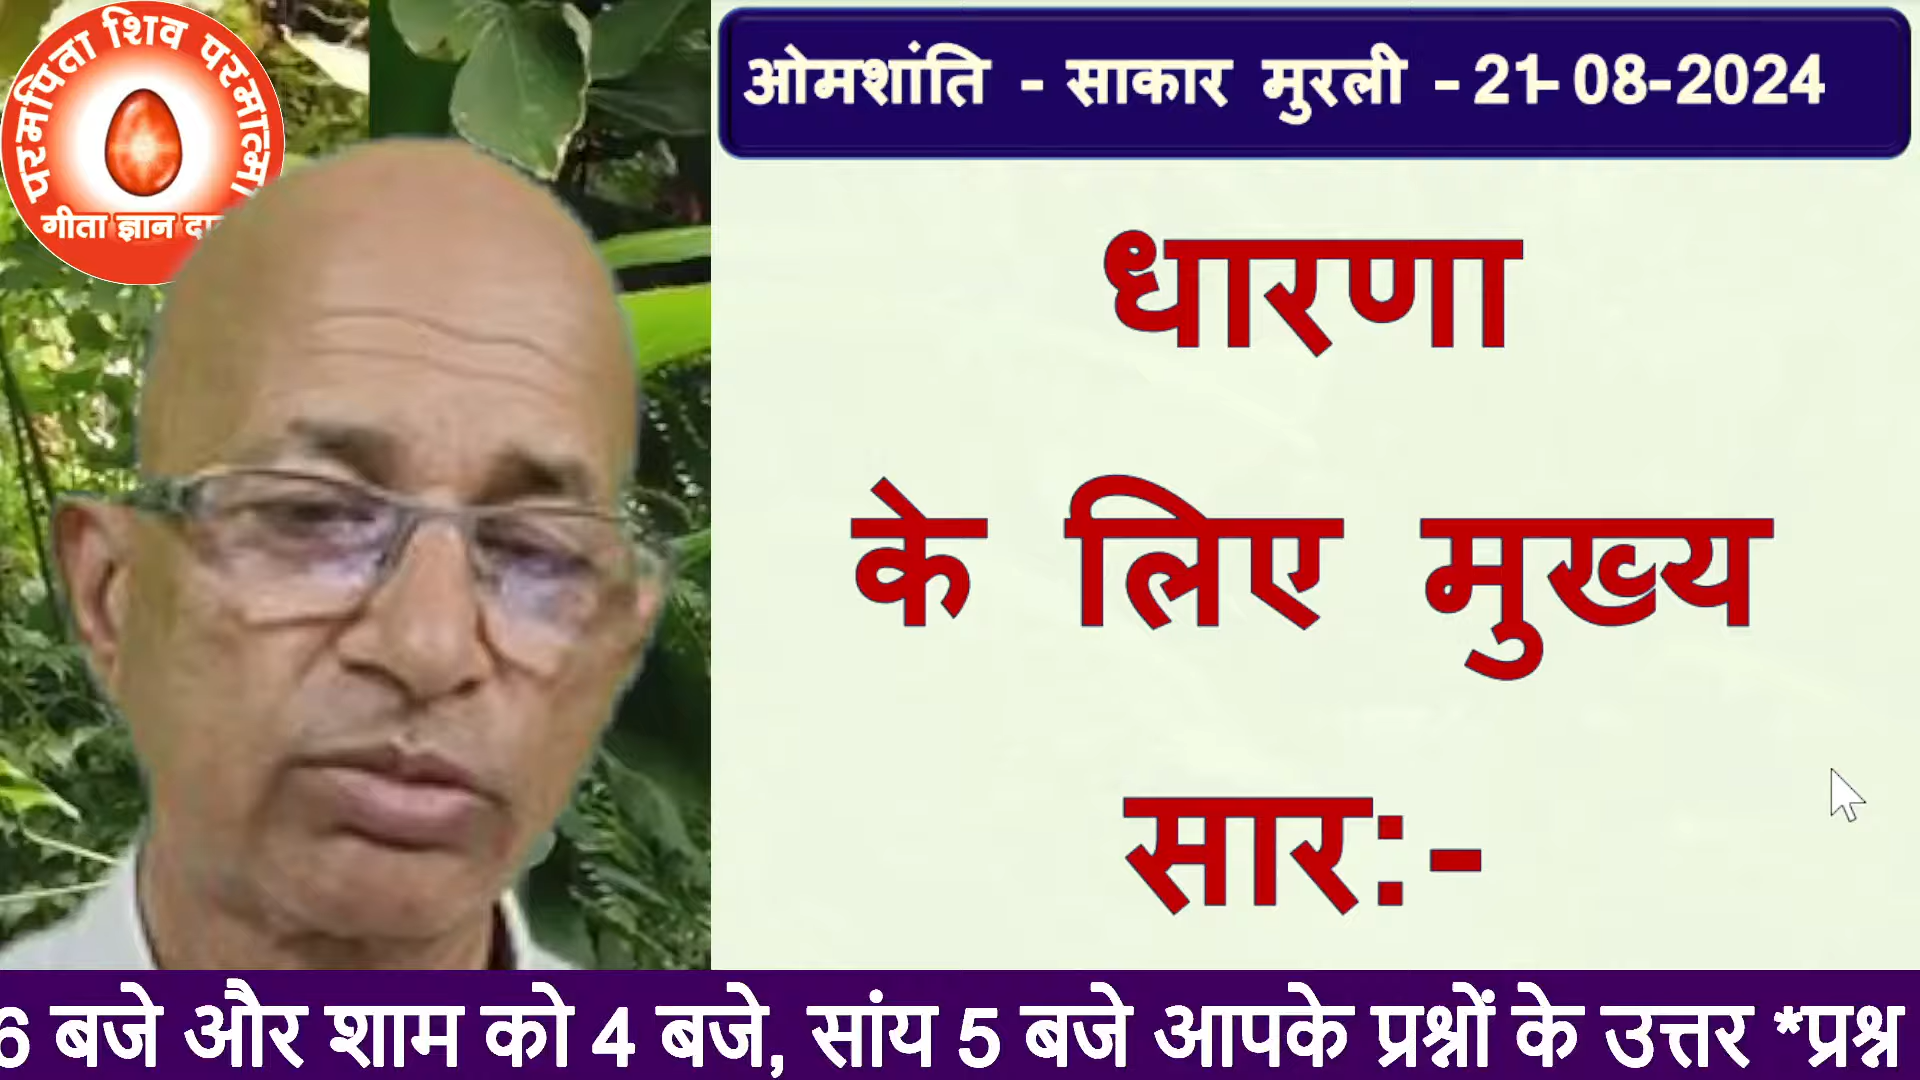 परमपिता शिव परमात्मा
गीता ज्ञान
ओमशांति - साकार मुरली - 21- 08-2024
धारणा
के लिए मुख्य
सार:-
6 बजे और शाम को 4 बजे, सांय 5 बजे आपके प्रश्नों के उत्तर *प्रश्न